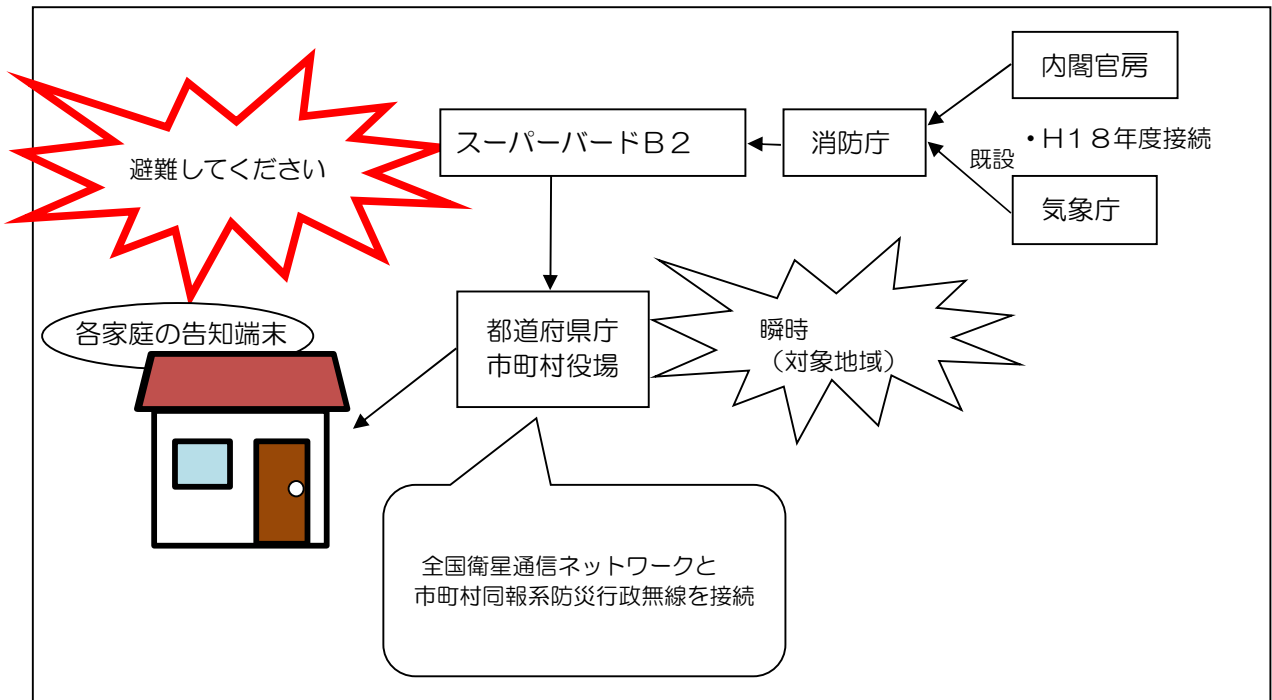 内閣官房
避難してください
スーパーバードB2
消防庁
・H18年度接続
既設
気象庁
各家庭の告知端末
都道府県庁
市町村役場
瞬時
（対象地域）
全国衛星通信ネットワークと
市町村同報系防災行政無線を接続